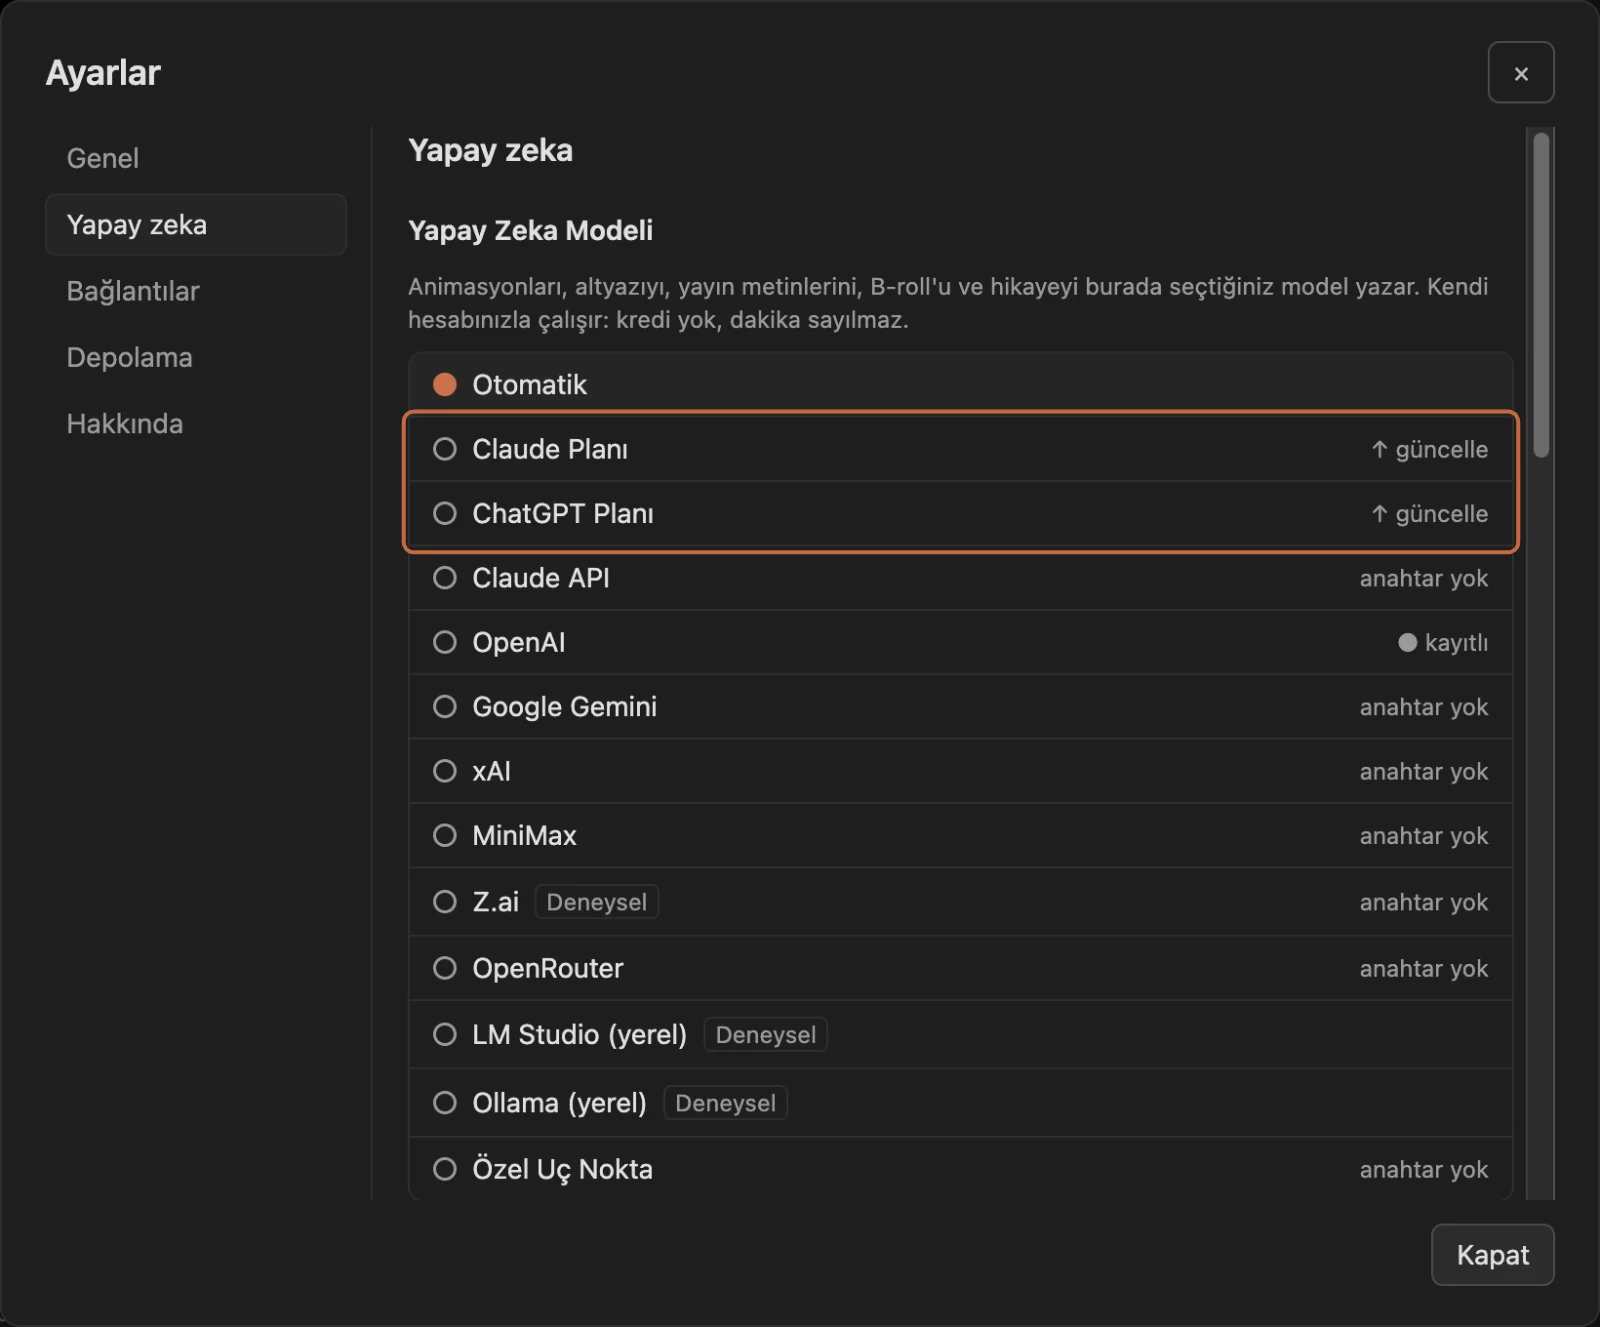 Ayarlar
×
Genel
Yapay zeka
Bağlantılar
Depolama
Hakkında
Yapay zeka
Yapay Zeka Modeli
Animasyonları, altyazıyı, yayın metinlerini, B-roll'u ve hikayeyi burada seçtiğiniz model yazar. Kendi
hesabınızla çalışır: kredi yok, dakika sayılmaz.
Otomatik
Claude Planı ↑ güncelle
ChatGPT Planı ↑ güncelle
Claude API anahtar yok
OpenAI kayıtlı
Google Gemini anahtar yok
xAI anahtar yok
MiniMax anahtar yok
Z.ai Deneysel anahtar yok
OpenRouter anahtar yok
LM Studio (yerel) Deneysel
Ollama (yerel) Deneysel
Özel Uç Nokta anahtar yok
Kapat